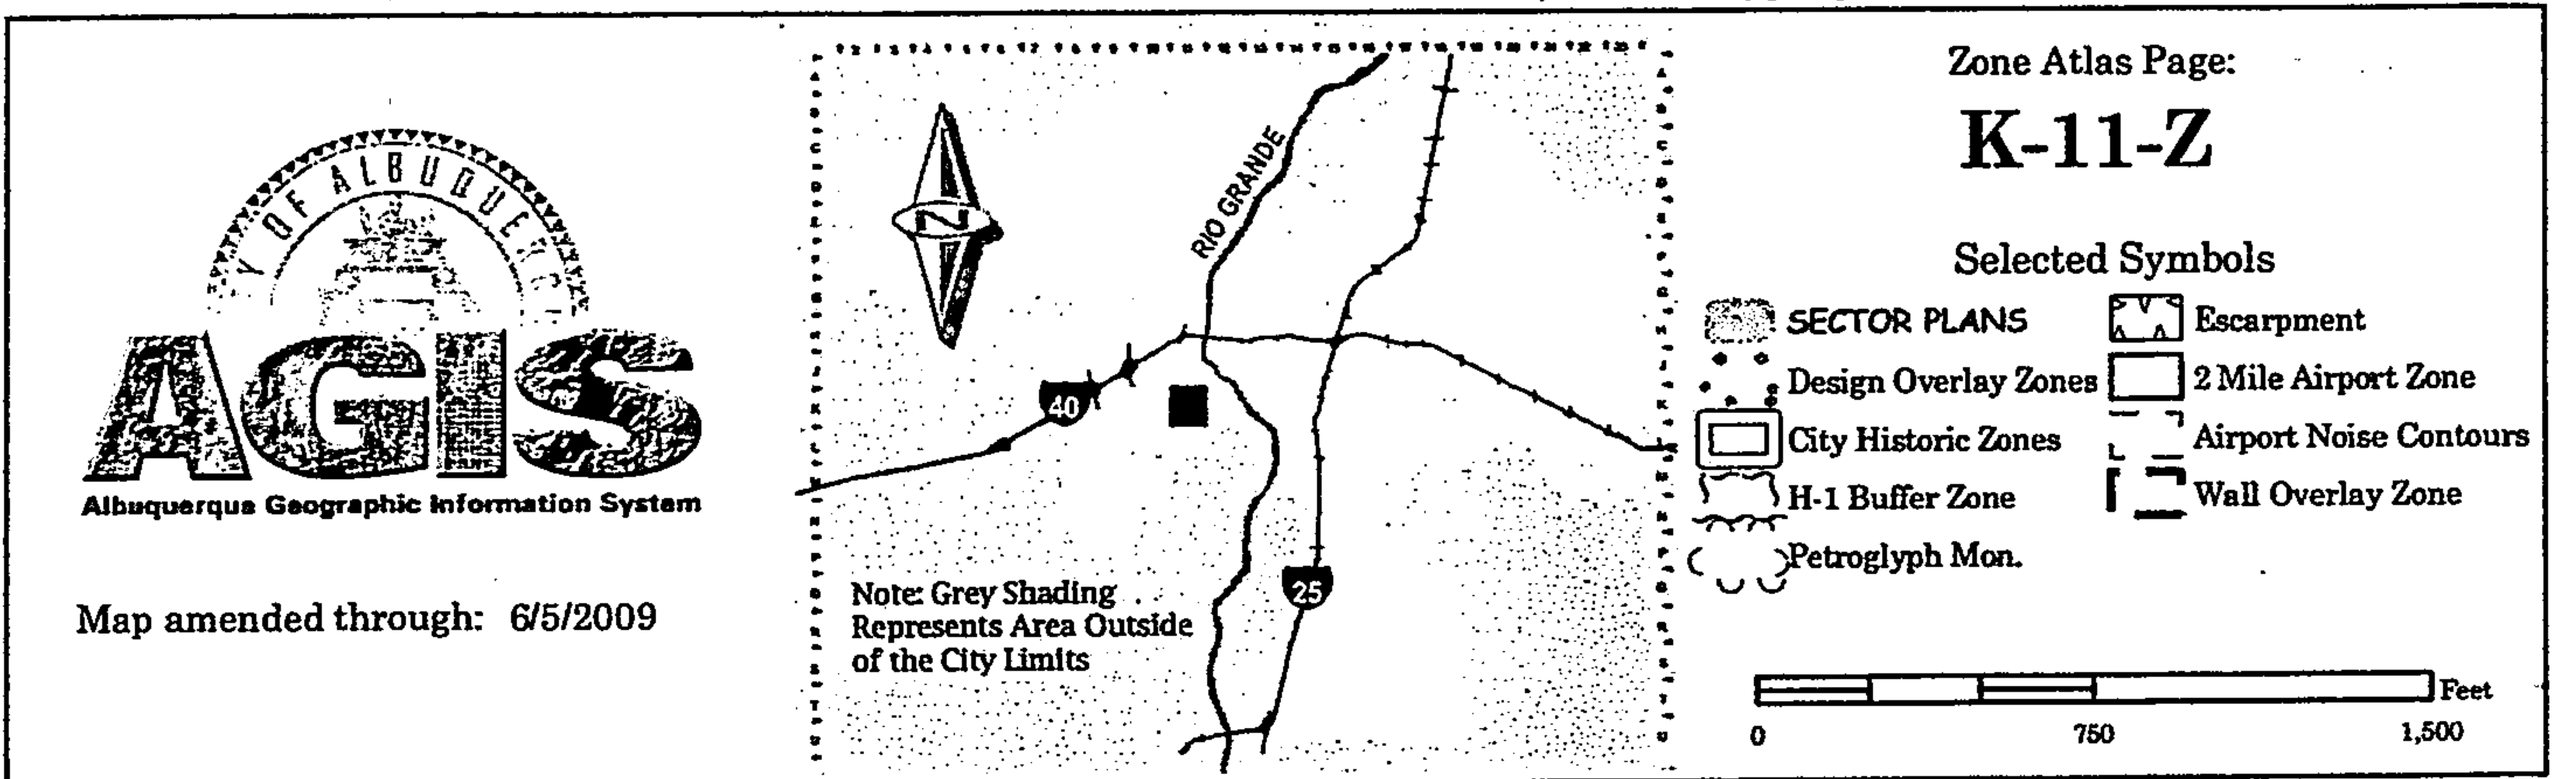 Y OF ALBUQUERQUE
AGIS
Albuquerque Geographic Information System
Map amended through: 6/5/2009
N
RIO GRANDE
40
25
Note: Grey Shading
Represents Area Outside
of the City Limits
Zone Atlas Page:
K-11-Z
Selected Symbols
SECTOR PLANS
Design Overlay Zones
City Historic Zones
H-1 Buffer Zone
Petroglyph Mon.
Escarpment
2 Mile Airport Zone
Airport Noise Contours
Wall Overlay Zone
Feet
0 750 1,500